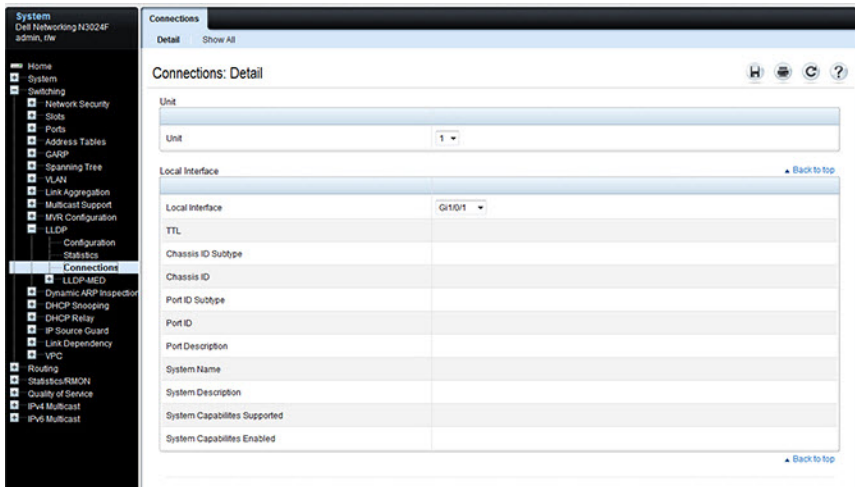 System
Dell Networking N3024F
admin, r/w
Home
System
Switching
Network Security
Slots
Ports
Address Tables
GARP
Spanning Tree
VLAN
Link Aggregation
Multicast Support
MVR Configuration
LLDP
Configuration
Statistics
Connections
LLDP-MED
Dynamic ARP Inspection
DHCP Snooping
DHCP Relay
IP Source Guard
Link Dependency
VPC
Routing
Statistics/RMON
Quality of Service
IPv4 Multicast
IPv6 Multicast
Connections
Detail Show All
Connections: Detail
Unit
Unit 1
Local Interface Back to top
Local Interface Gi1/0/1
TTL
Chassis ID Subtype
Chassis ID
Port ID Subtype
Port ID
Port Description
System Name
System Description
System Capabilites Supported
System Capabilites Enabled
Back to top